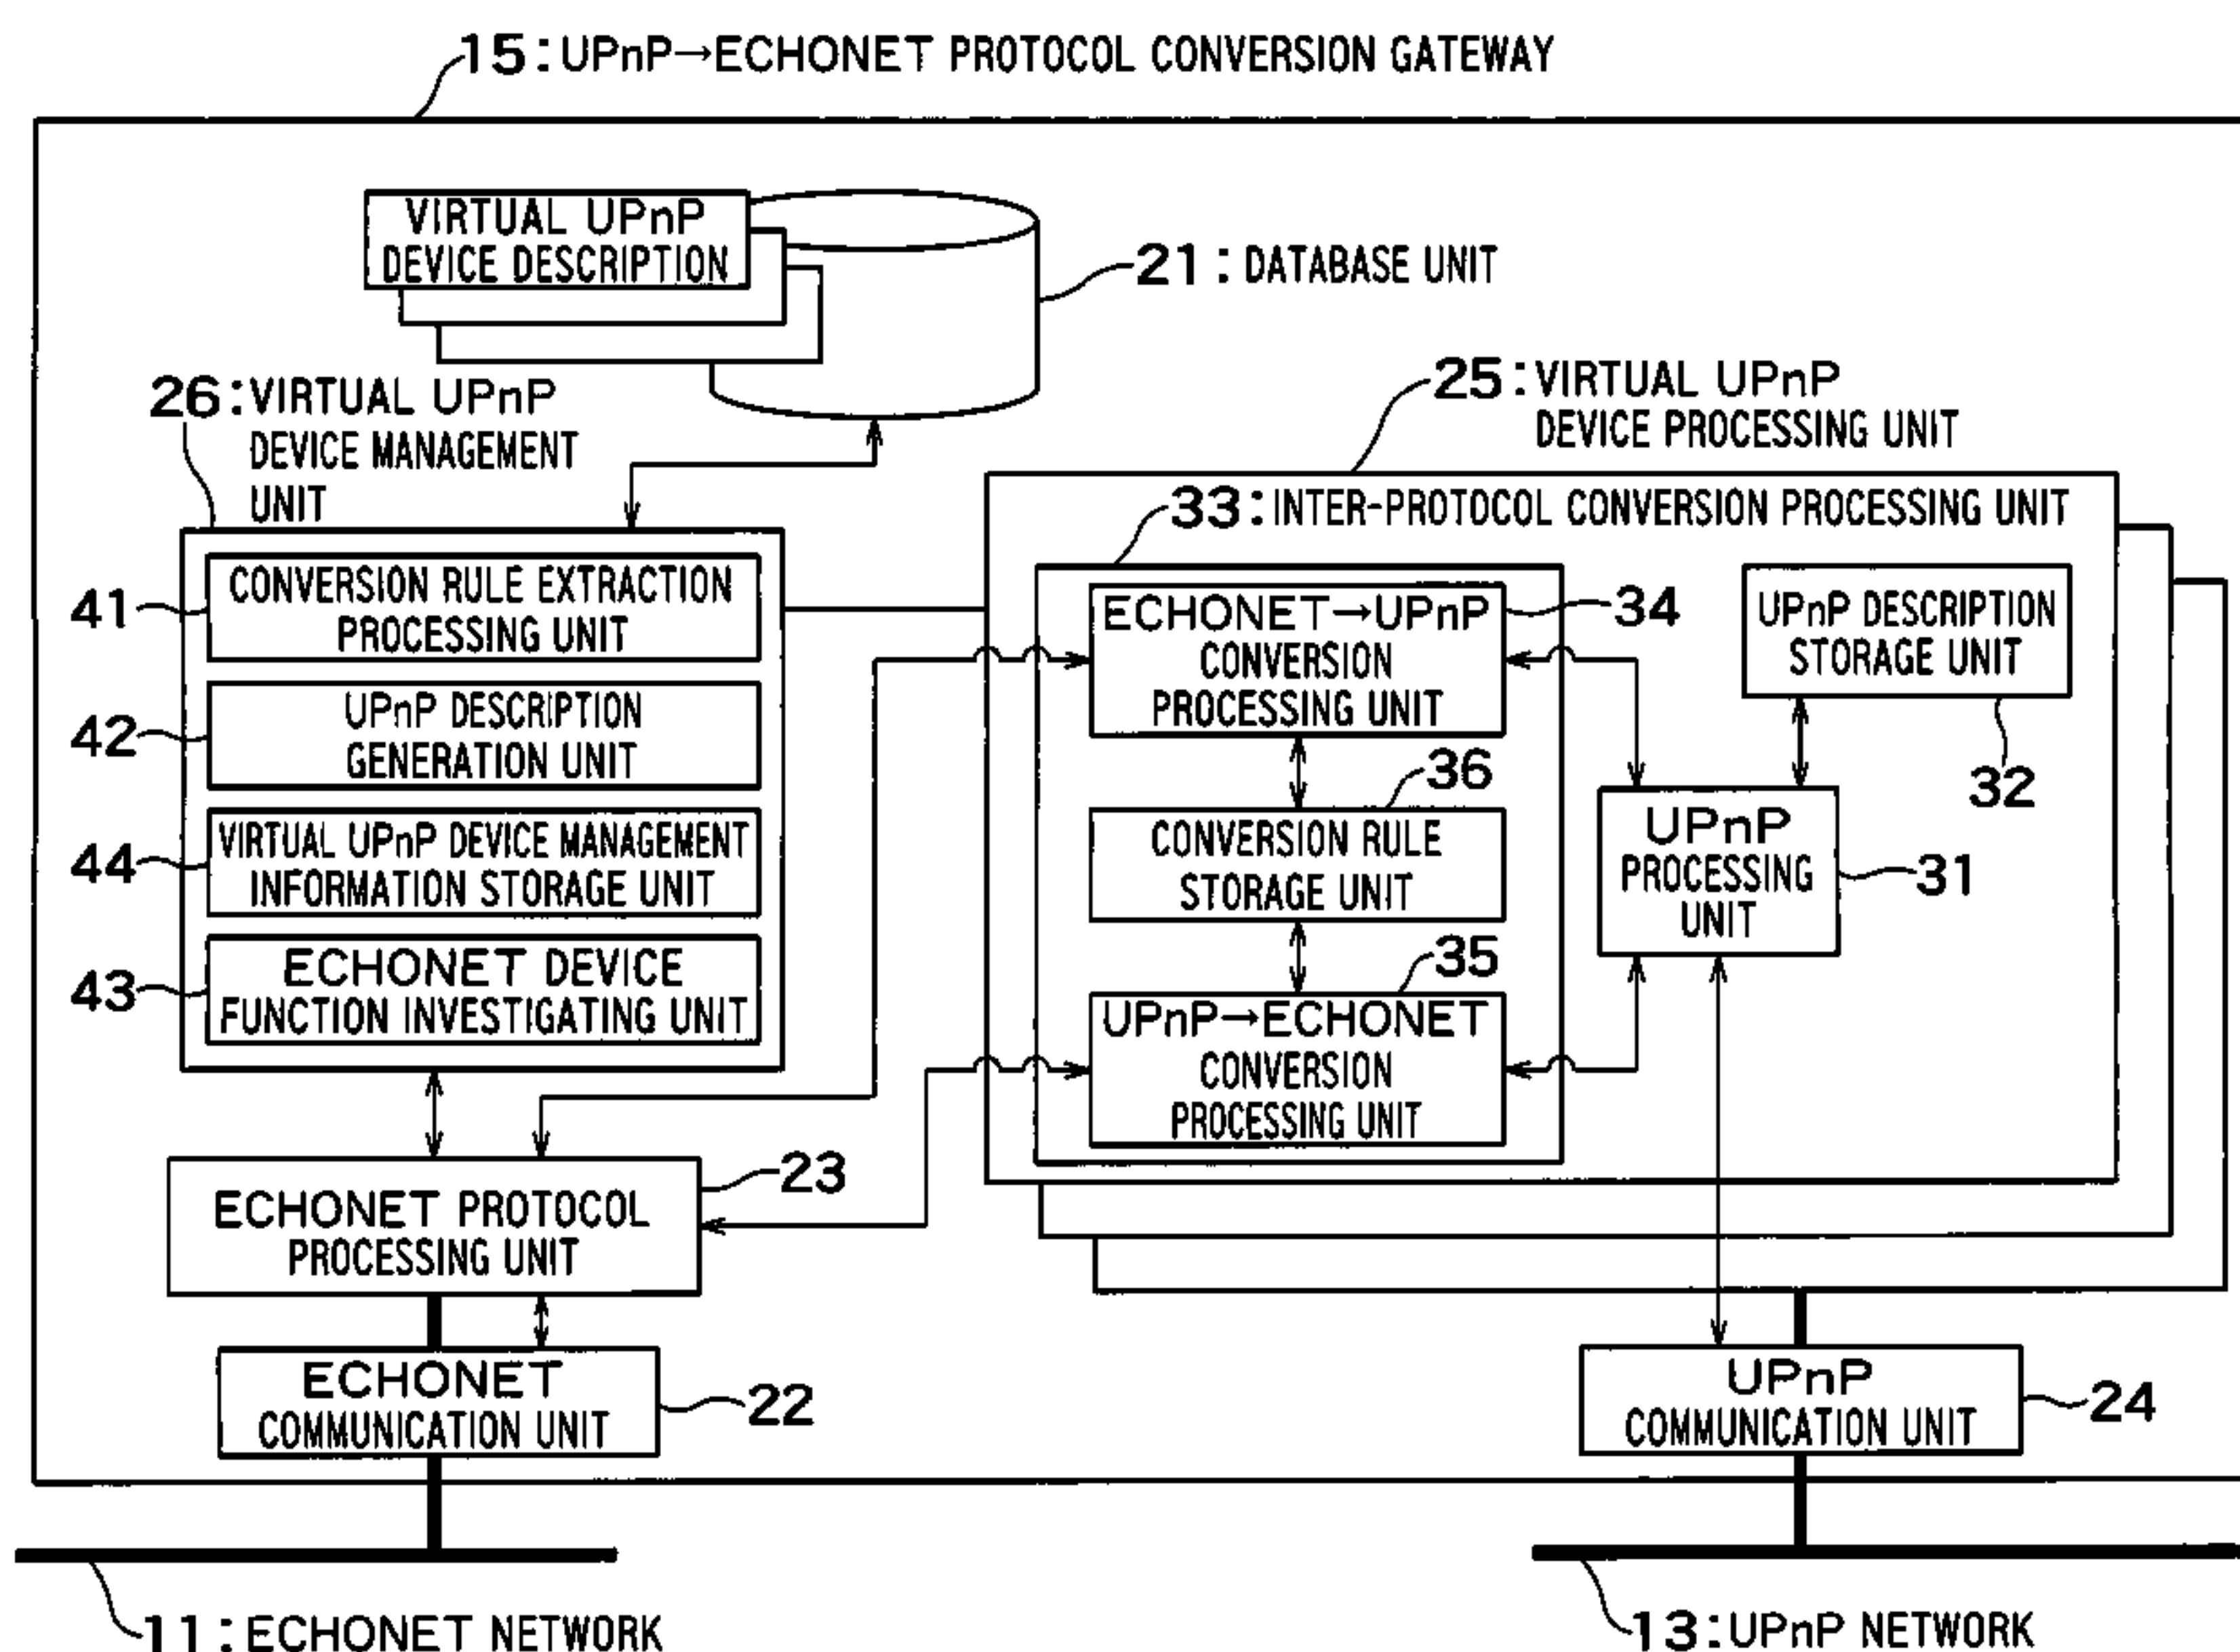 15:UPnP→ECHONET PROTOCOL CONVERSION GATEWAY
VIRTUAL UPnP
DEVICE DESCRIPTION
21:DATABASE UNIT
26:VIRTUAL UPnP
DEVICE MANAGEMENT
UNIT
41
CONVERSION RULE EXTRACTION
PROCESSING UNIT
42
UPnP DESCRIPTION
GENERATION UNIT
44
VIRTUAL UPnP DEVICE MANAGEMENT
INFORMATION STORAGE UNIT
43
ECHONET DEVICE
FUNCTION INVESTIGATING UNIT
25:VIRTUAL UPnP
DEVICE PROCESSING UNIT
33:INTER-PROTOCOL CONVERSION PROCESSING UNIT
ECHONET→UPnP
CONVERSION
PROCESSING UNIT
34
36
CONVERSION RULE
STORAGE UNIT
35
UPnP→ECHONET
CONVERSION
PROCESSING UNIT
UPnP DESCRIPTION
STORAGE UNIT
32
UPnP
PROCESSING
UNIT
31
23
ECHONET PROTOCOL
PROCESSING UNIT
ECHONET
COMMUNICATION UNIT
22
UPnP
COMMUNICATION UNIT
24
11:ECHONET NETWORK
13:UPnP NETWORK